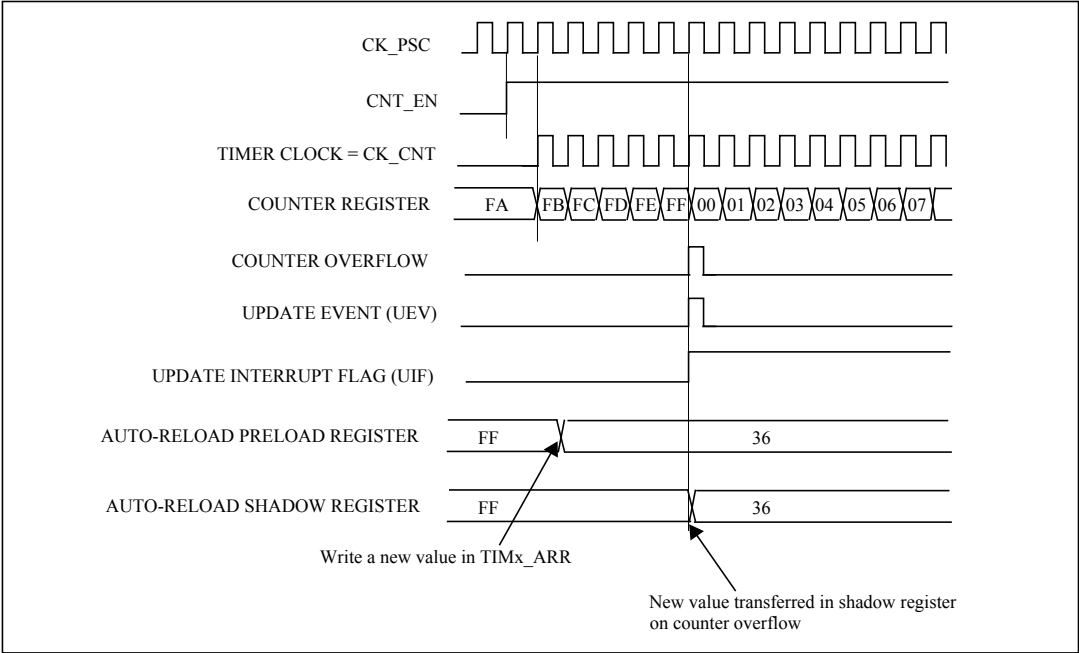 CK_PSC
CNT_EN
TIMER CLOCK = CK_CNT
COUNTER REGISTER FA FB FC FD FE FF 00 01 02 03 04 05 06 07
COUNTER OVERFLOW
UPDATE EVENT (UEV)
UPDATE INTERRUPT FLAG (UIF)
AUTO-RELOAD PRELOAD REGISTER FF 36
AUTO-RELOAD SHADOW REGISTER FF 36
Write a new value in TIMx_ARR
New value transferred in shadow register
on counter overflow